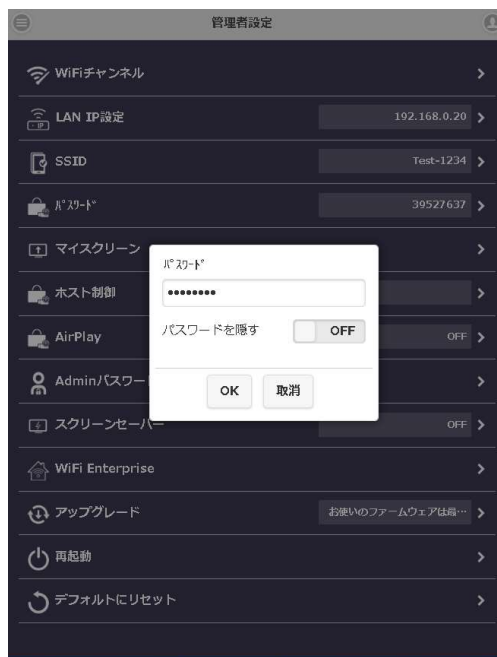 管理者設定
WiFiチャンネル
LAN IP設定 192.168.0.20
SSID Test-1234
ﾊﾟｽﾜｰﾄﾞ 39527637
マイスクリーン
ﾊﾟｽﾜｰﾄﾞ
••••••••
ホスト制御
パスワードを隠す OFF
AirPlay OFF
Adminパスワー
OK 取消
スクリーンセーバー OFF
WiFi Enterprise
アップグレード お使いのファームウェアは最…
再起動
デフォルトにリセット